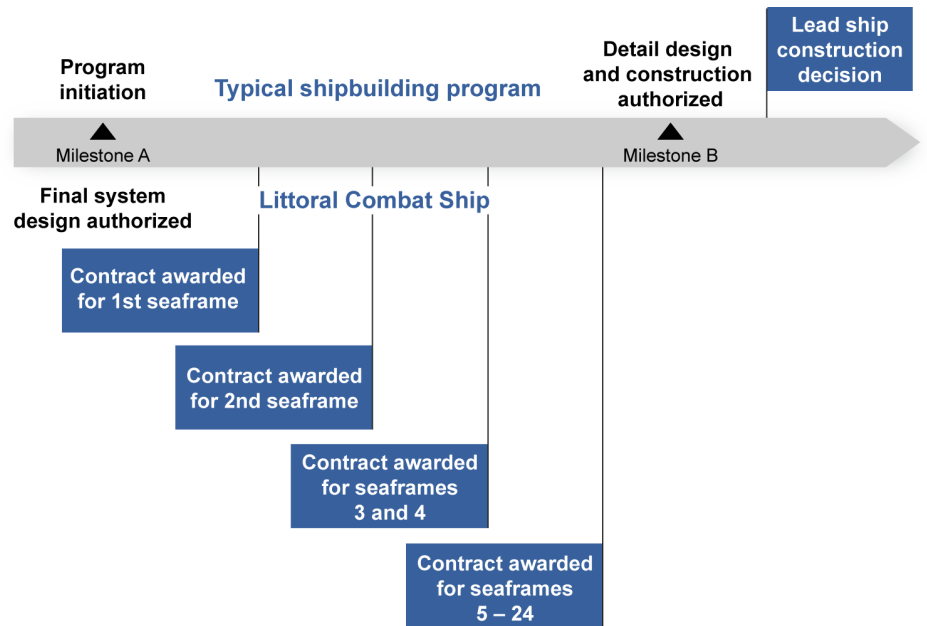 Lead ship
construction
decision
Detail design
and construction
authorized
Program
initiation
Typical shipbuilding program
Milestone A
Milestone B
Final system
design authorized
Littoral Combat Ship
Contract awarded
for 1st seaframe
Contract awarded
for 2nd seaframe
Contract awarded
for seaframes
3 and 4
Contract awarded
for seaframes
5 – 24